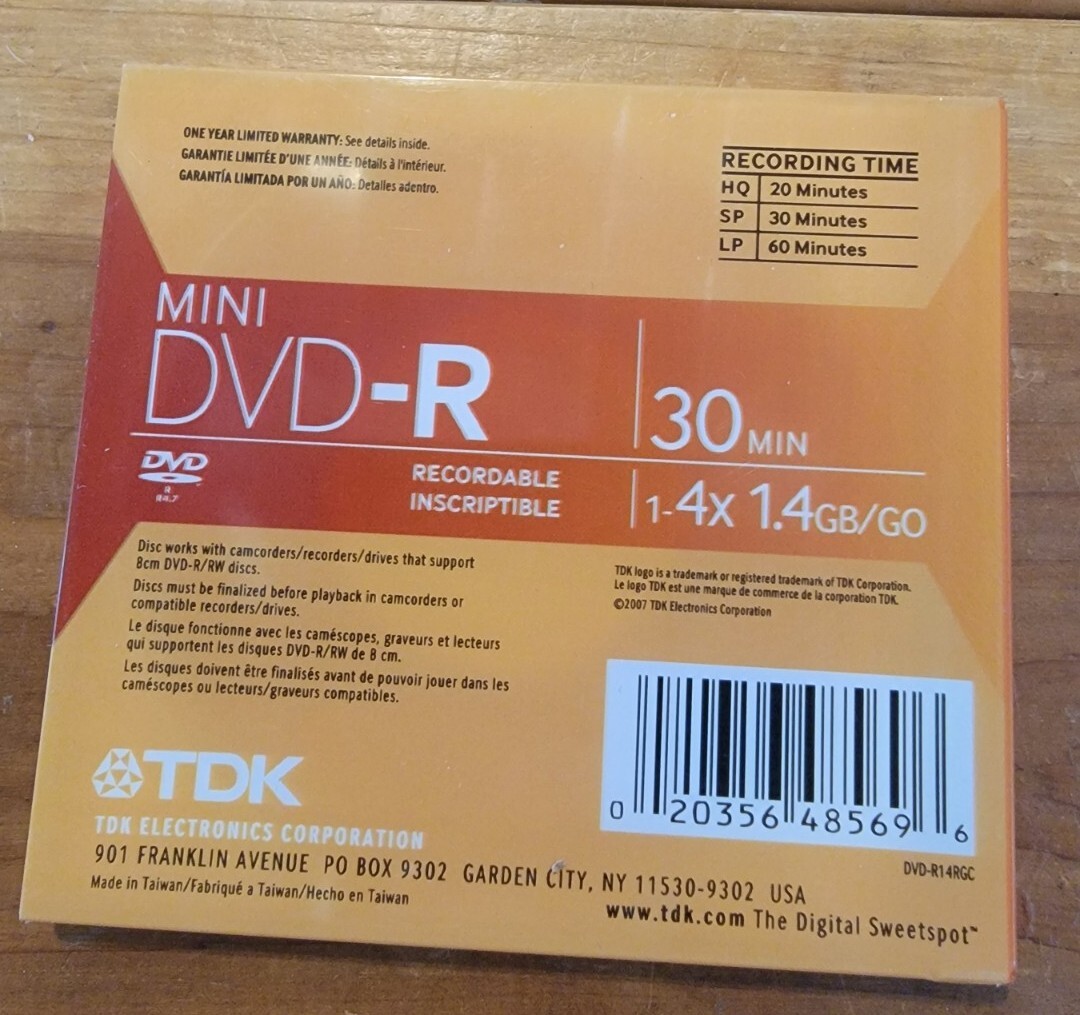 ONE YEAR LIMITED WARRANTY: See details inside.
GARANTIE LIMITÉE D'UNE ANNÉE: Détails à l'intérieur.
GARANTÍA LIMITADA POR UN AÑO: Detalles adentro.
RECORDING TIME
HQ 20 Minutes
SP 30 Minutes
LP 60 Minutes
MINI
DVD-R
30 MIN
DVD
R
R4.7
RECORDABLE
INSCRIPTIBLE
1-4x 1.4GB/GO
Disc works with camcorders/recorders/drives that support
8cm DVD-R/RW discs.
Discs must be finalized before playback in camcorders or
compatible recorders/drives.
Le disque fonctionne avec les caméscopes, graveurs et lecteurs
qui supportent les disques DVD-R/RW de 8 cm.
Les disques doivent être finalisés avant de pouvoir jouer dans les
caméscopes ou lecteurs/graveurs compatibles.
TDK logo is a trademark or registered trademark of TDK Corporation.
Le logo TDK est une marque de commerce de la corporation TDK.
©2007 TDK Electronics Corporation
0 20356 48569 6
DVD-R14RGC
TDK
TDK ELECTRONICS CORPORATION
901 FRANKLIN AVENUE PO BOX 9302 GARDEN CITY, NY 11530-9302 USA
Made in Taiwan/Fabriqué a Taiwan/Hecho en Taiwan
www.tdk.com The Digital Sweetspot™